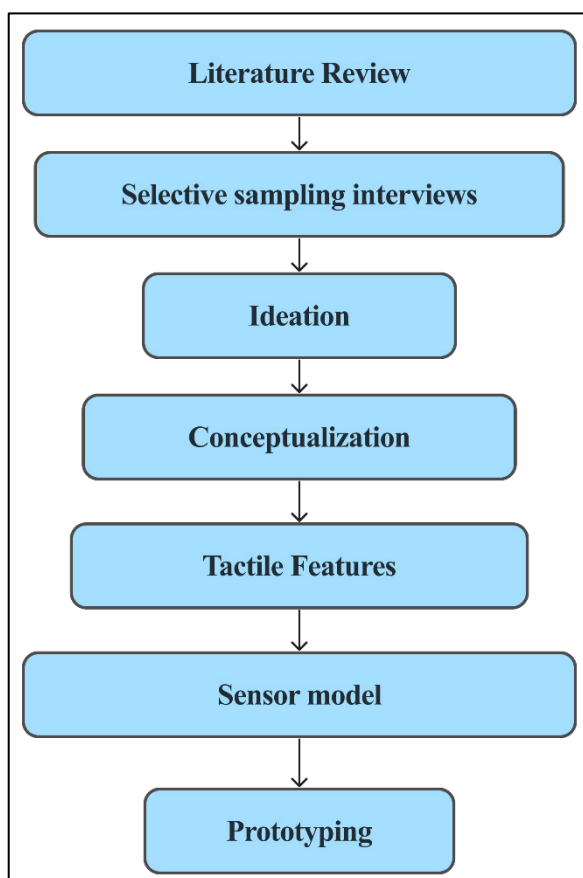 Literature Review
Selective sampling interviews
Ideation
Conceptualization
Tactile Features
Sensor model
Prototyping